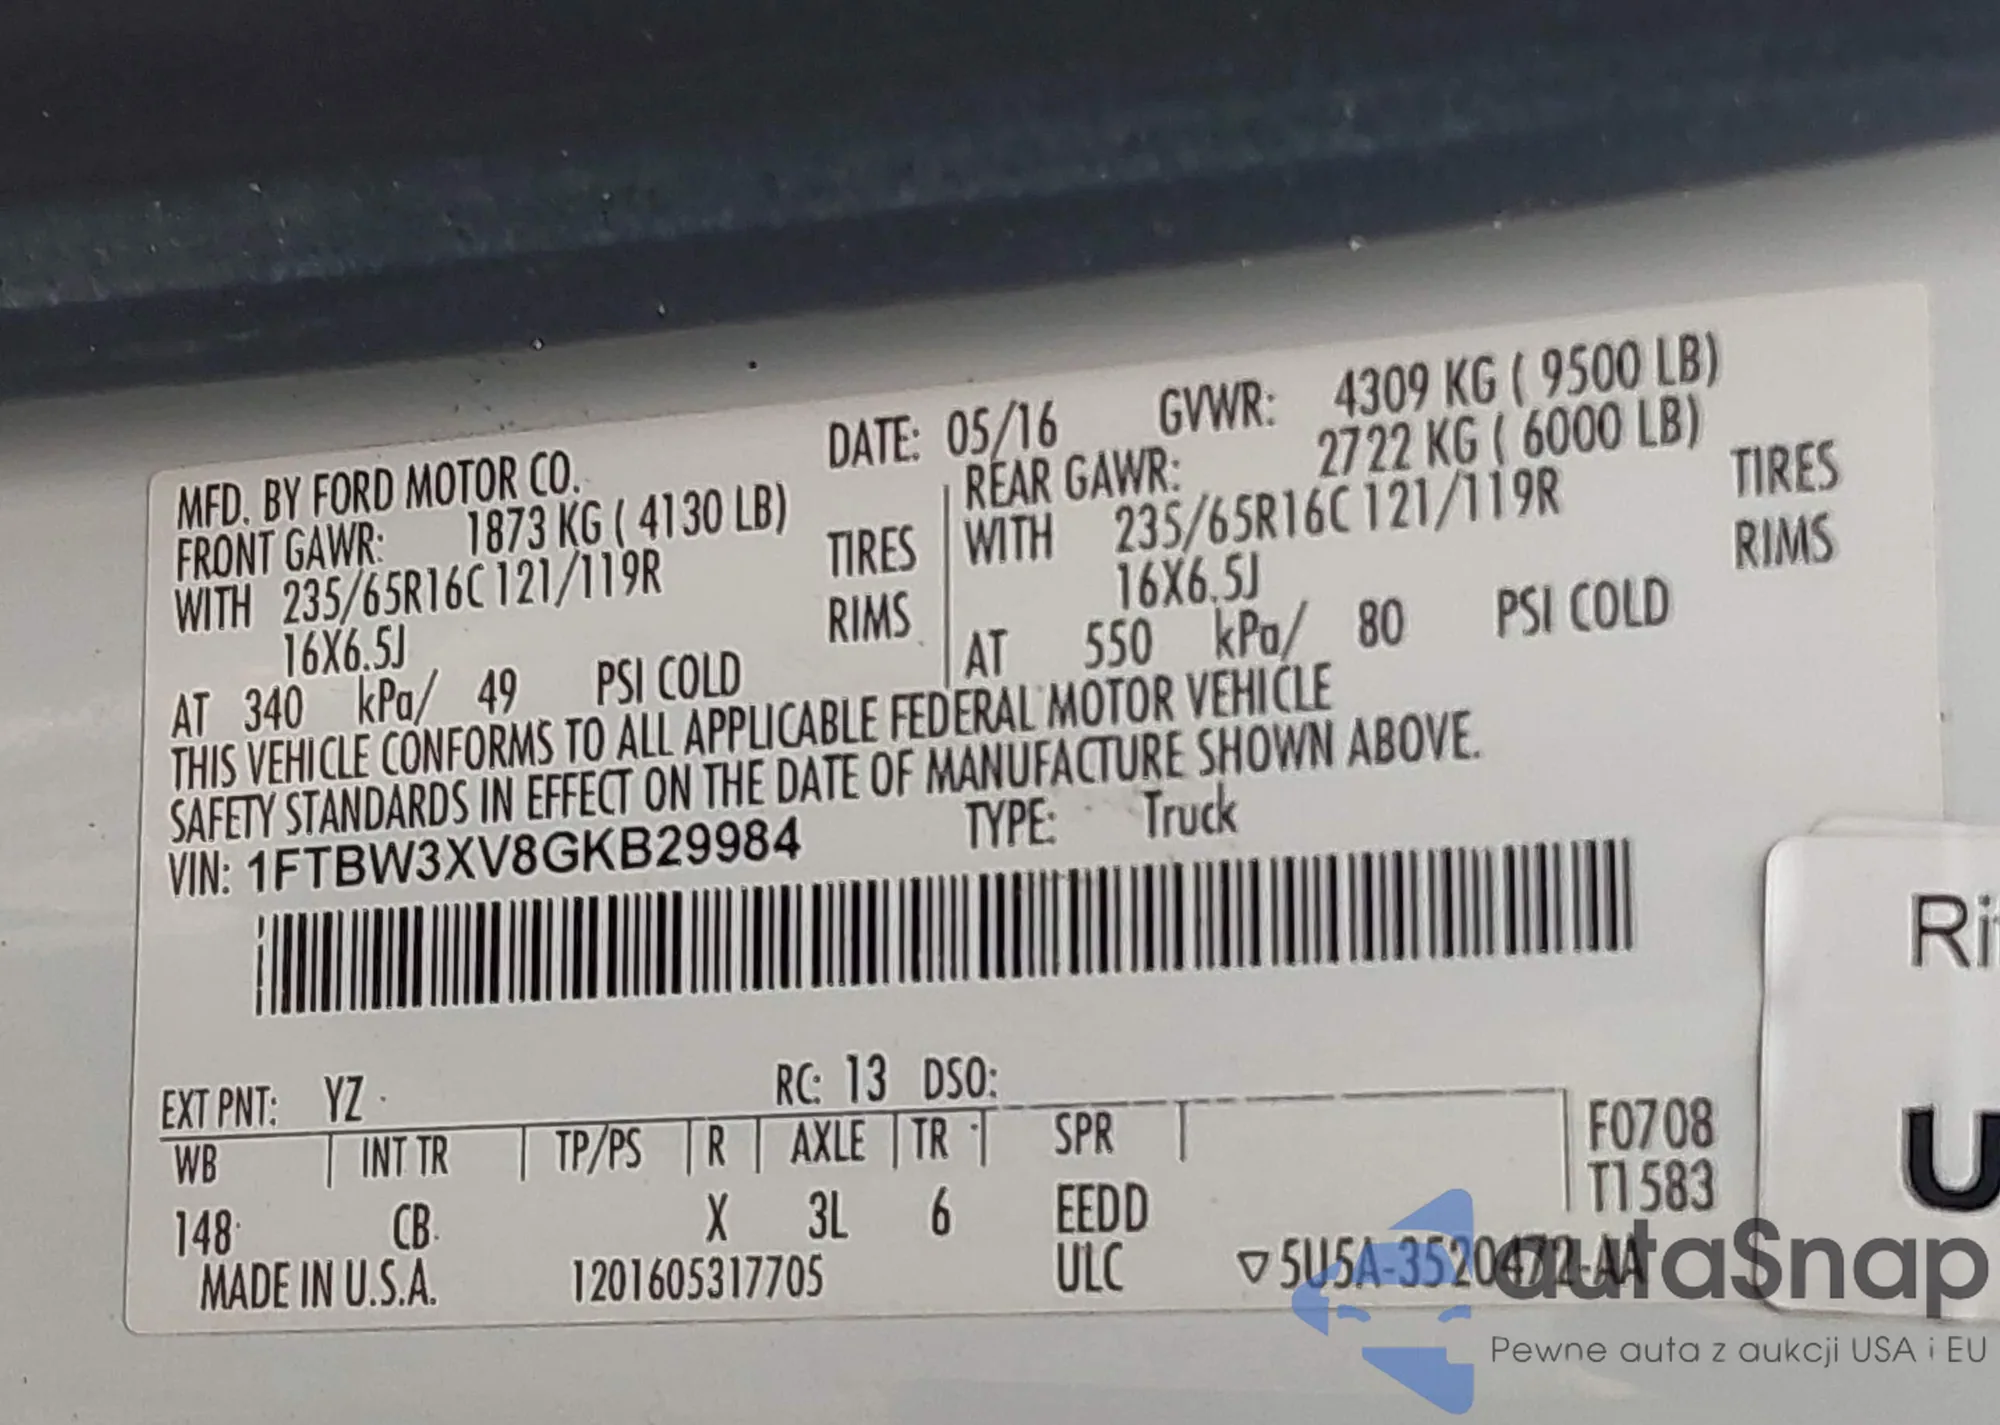 MFD. BY FORD MOTOR CO. DATE: 05/16 GVWR: 4309 KG ( 9500 LB)
FRONT GAWR: 1873 KG ( 4130 LB) REAR GAWR: 2722 KG ( 6000 LB)
WITH 235/65R16C 121/119R TIRES WITH 235/65R16C 121/119R TIRES
16X6.5J RIMS 16X6.5J RIMS
AT 340 kPa/ 49 PSI COLD AT 550 kPa/ 80 PSI COLD
THIS VEHICLE CONFORMS TO ALL APPLICABLE FEDERAL MOTOR VEHICLE
SAFETY STANDARDS IN EFFECT ON THE DATE OF MANUFACTURE SHOWN ABOVE.
VIN: 1FTBW3XV8GKB29984 TYPE: Truck
EXT PNT: YZ RC: 13 DSO:
WB INT TR TP/PS R AXLE TR SPR F0708
T1583
148 CB X 3L 6 EEDD
MADE IN U.S.A. 1201605317705 ULC ▽5U5A-3520472-AA
autaSnap
Pewne auta z aukcji USA i EU